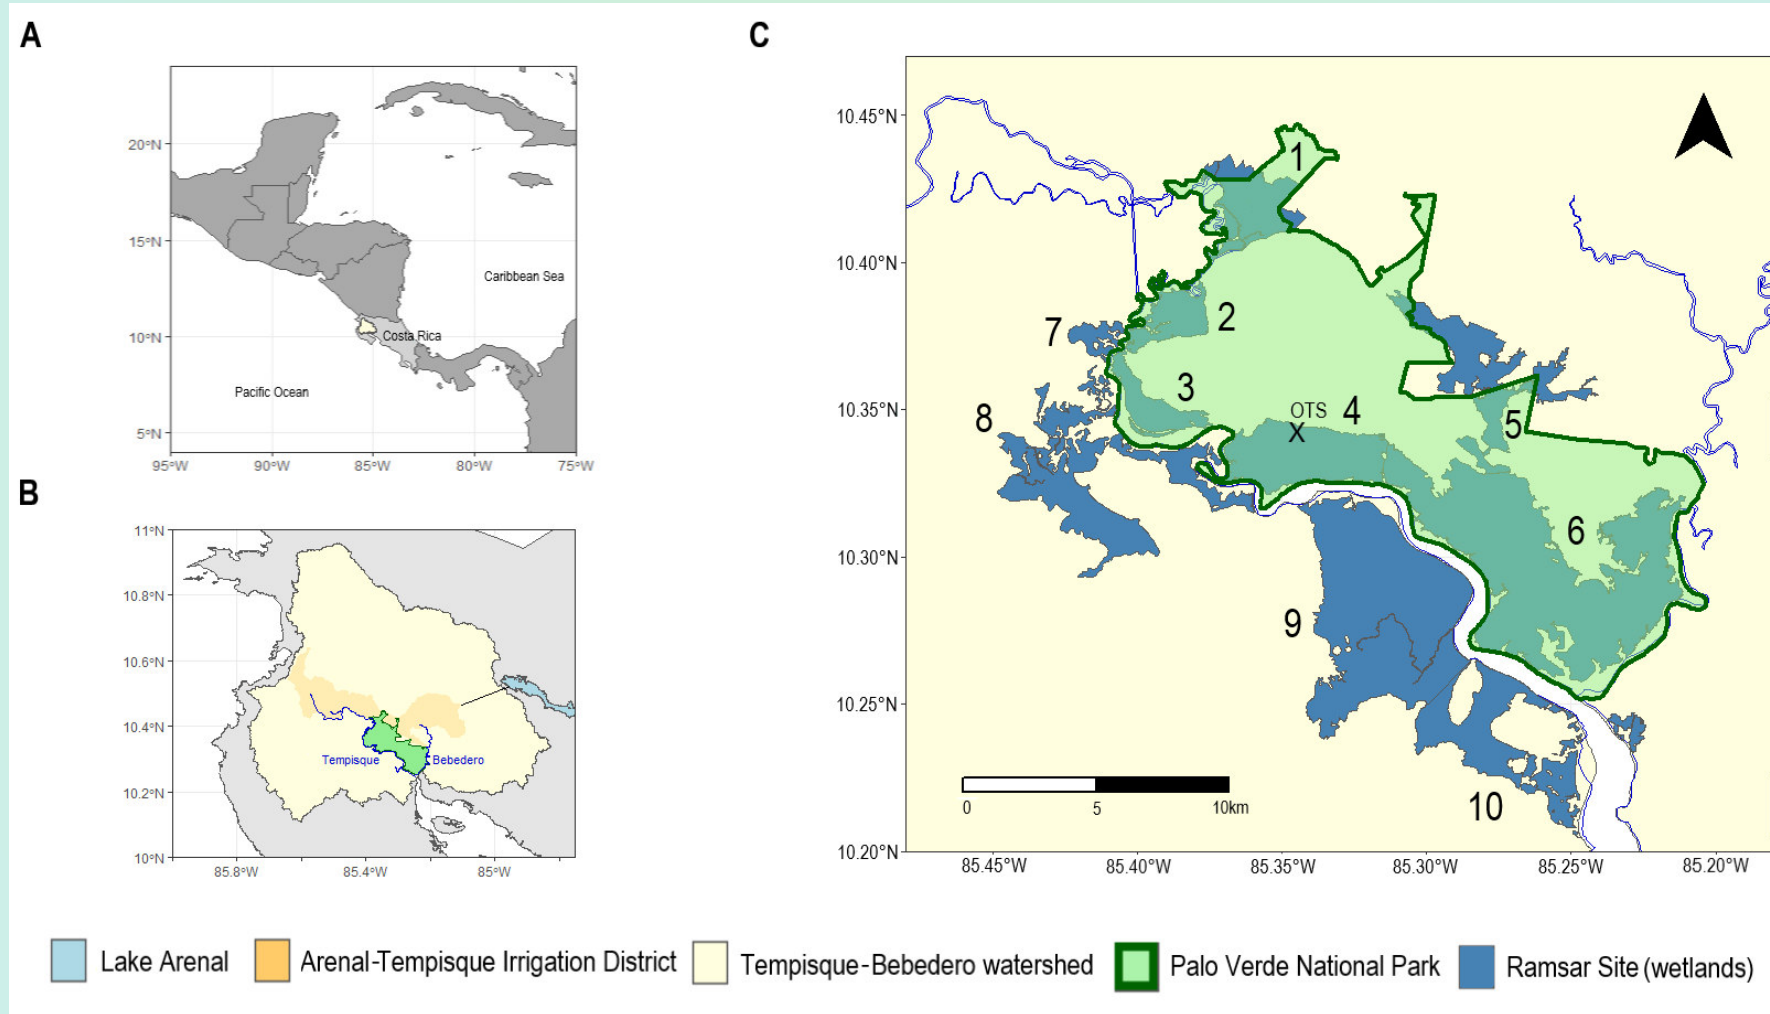 A
20°N
15°N
10°N
5°N
95°W
90°W
85°W
80°W
75°W
Caribbean Sea
Costa Rica
Pacific Ocean
B
11°N
10.8°N
10.6°N
10.4°N
10.2°N
10°N
85.8°W
85.4°W
85°W
Tempisque
Bebedero
C
10.45°N
10.40°N
10.35°N
10.30°N
10.25°N
10.20°N
85.45°W
85.40°W
85.35°W
85.30°W
85.25°W
85.20°W
1
2
7
3
8
OTS
4
X
5
6
9
10
0
5
10km
Lake Arenal
Arenal-Tempisque Irrigation District
Tempisque-Bebedero watershed
Palo Verde National Park
Ramsar Site (wetlands)